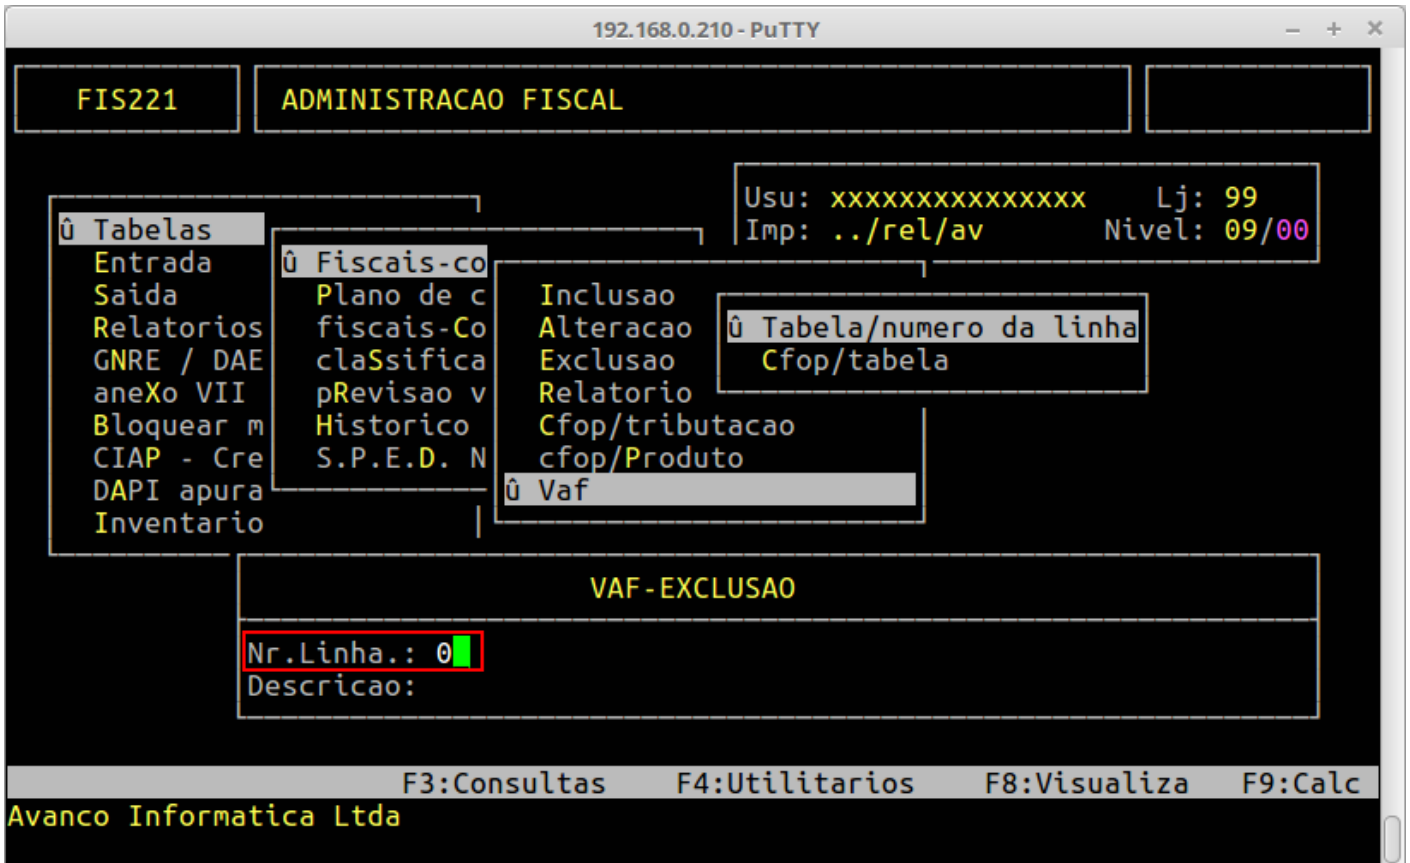 192.168.0.210 - PuTTY
FIS221 ADMINISTRACAO FISCAL
Usu: xxxxxxxxxxxxxxx Lj: 99
Imp: ../rel/av Nivel: 09/00
û Tabelas
Entrada
Saida
Relatorios
GNRE / DAE
aneXo VII
Bloquear m
CIAP - Cre
DAPI apura
Inventario
û Fiscais-co
Plano de c
fiscais-Co
claSsifica
pRevisao v
Historico
S.P.E.D. N
Inclusao
Alteracao
Exclusao
Relatorio
Cfop/tributacao
cfop/Produto
û Vaf
û Tabela/numero da linha
Cfop/tabela
VAF-EXCLUSAO
Nr.Linha.: 0
Descricao:
F3:Consultas F4:Utilitarios F8:Visualiza F9:Calc
Avanco Informatica Ltda